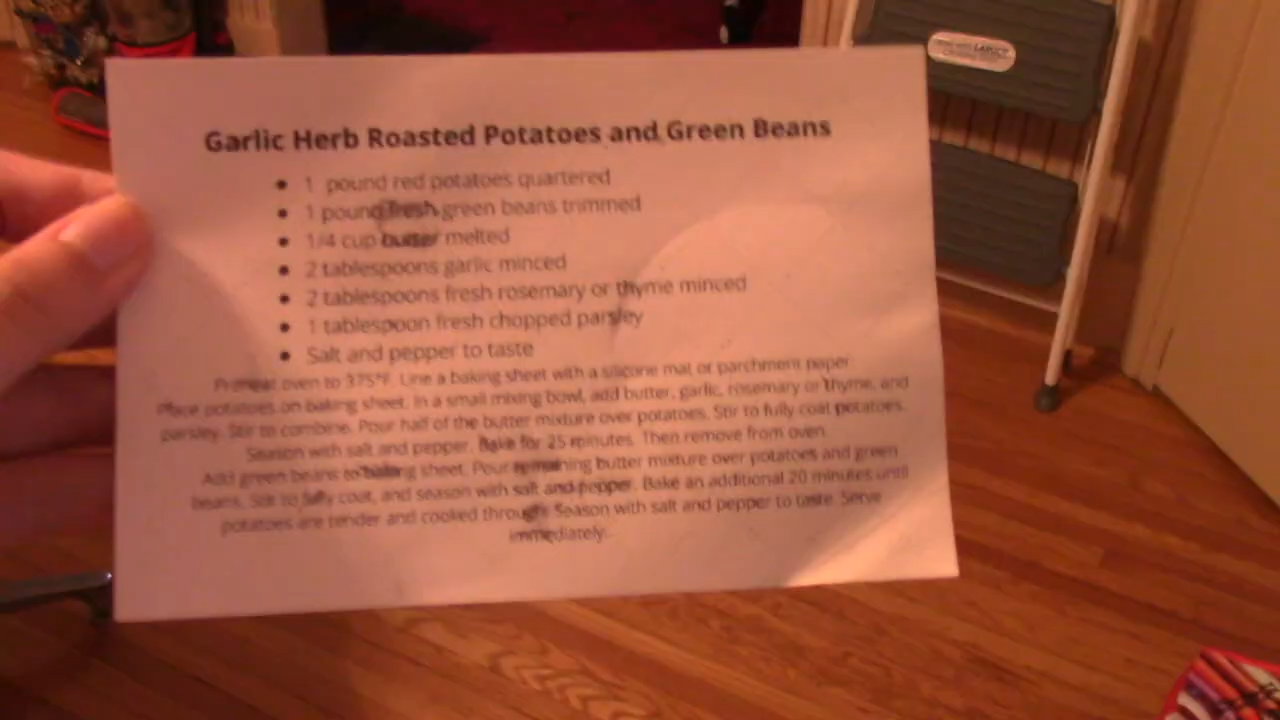 Garlic Herb Roasted Potatoes and Green Beans
• 1 pound red potatoes quartered
• 1 pound fresh green beans trimmed
• 1/4 cup butter melted
• 2 tablespoons garlic minced
• 2 tablespoons fresh rosemary or thyme minced
• 1 tablespoon fresh chopped parsley
• Salt and pepper to taste
Preheat oven to 375°F. Line a baking sheet with a silicone mat or parchment paper.
Place potatoes on baking sheet. In a small mixing bowl, add butter, garlic, rosemary or thyme, and
parsley. Stir to combine. Pour half of the butter mixture over potatoes. Stir to fully coat potatoes.
Season with salt and pepper. Bake for 25 minutes. Then remove from oven.
Add green beans to baking sheet. Pour remaining butter mixture over potatoes and green
beans. Stir to fully coat, and season with salt and pepper. Bake an additional 20 minutes until
potatoes are tender and cooked through. Season with salt and pepper to taste. Serve
immediately.